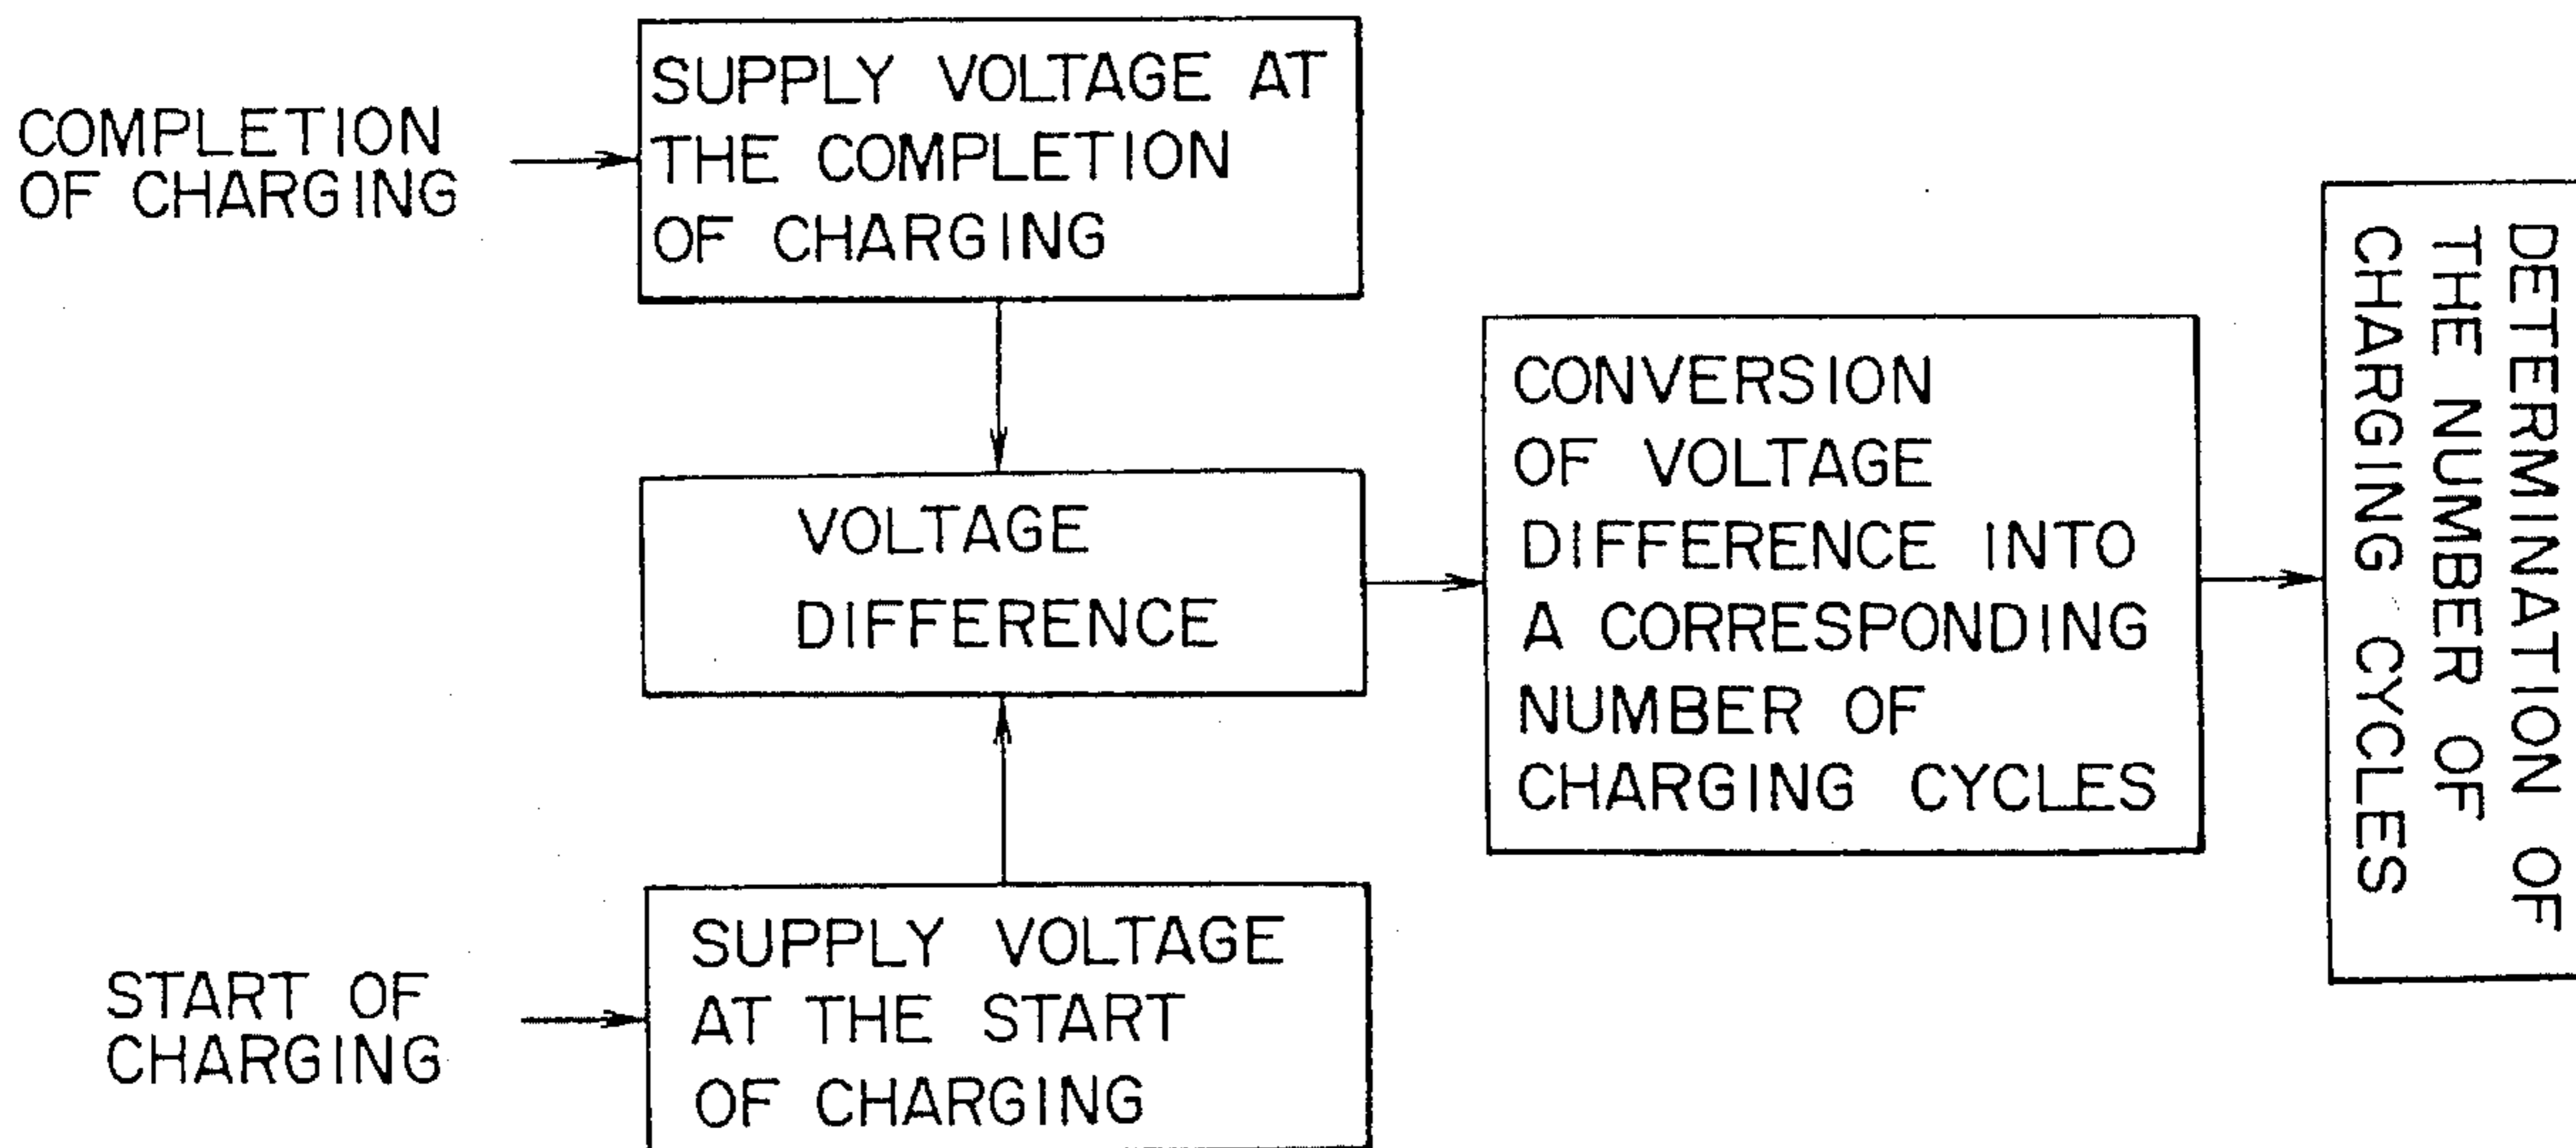 COMPLETION
OF CHARGING
SUPPLY VOLTAGE AT
THE COMPLETION
OF CHARGING
VOLTAGE
DIFFERENCE
START OF
CHARGING
SUPPLY VOLTAGE
AT THE START
OF CHARGING
CONVERSION
OF VOLTAGE
DIFFERENCE INTO
A CORRESPONDING
NUMBER OF
CHARGING CYCLES
DETERMINATION OF
THE NUMBER OF
CHARGING CYCLES